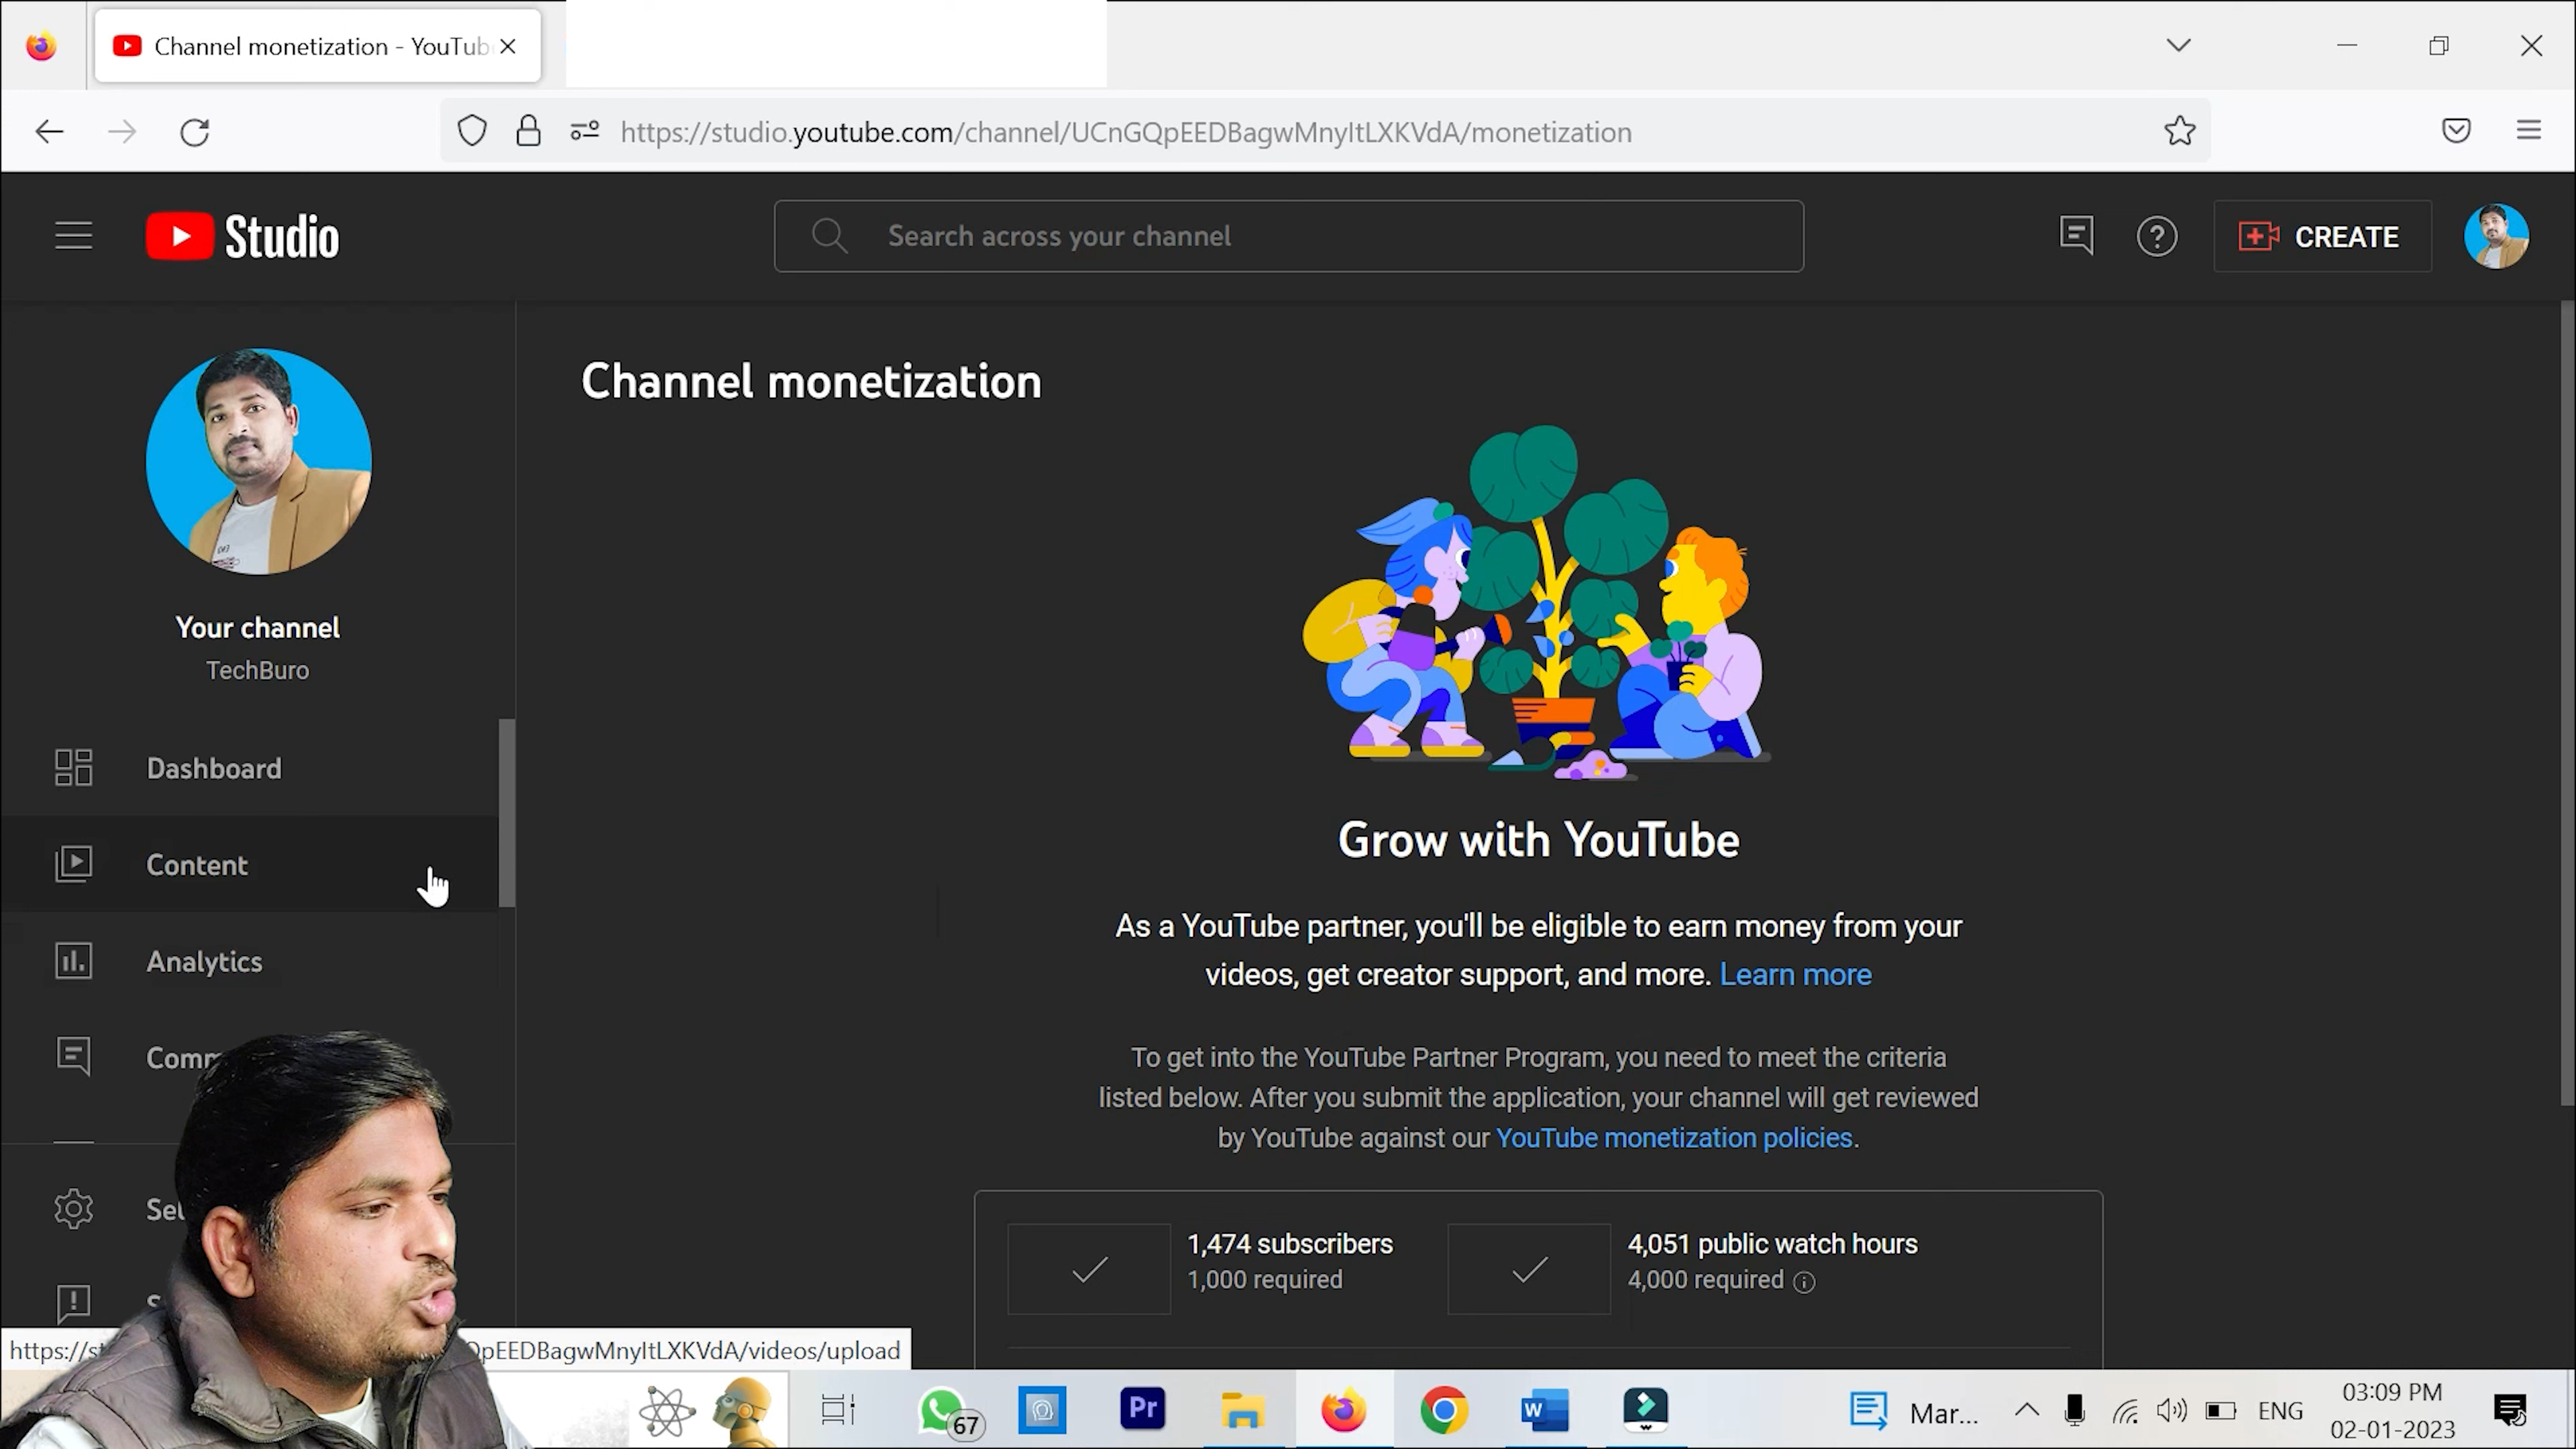 Channel monetization - YouTub
https://studio.youtube.com/channel/UCnGQpEEDBagwMnyItLXKVdA/monetization
Studio
Search across your channel
CREATE
Channel monetization
Your channel
TechBuro
Dashboard
Content
Analytics
Comm
Set
Grow with YouTube
As a YouTube partner, you'll be eligible to earn money from your
videos, get creator support, and more. Learn more
To get into the YouTube Partner Program, you need to meet the criteria
listed below. After you submit the application, your channel will get reviewed
by YouTube against our YouTube monetization policies.
1,474 subscribers
1,000 required
4,051 public watch hours
4,000 required
https://st QpEEDBagwMnyItLXKVdA/videos/upload
67
Pr
W
Mar...
ENG
03:09 PM
02-01-2023